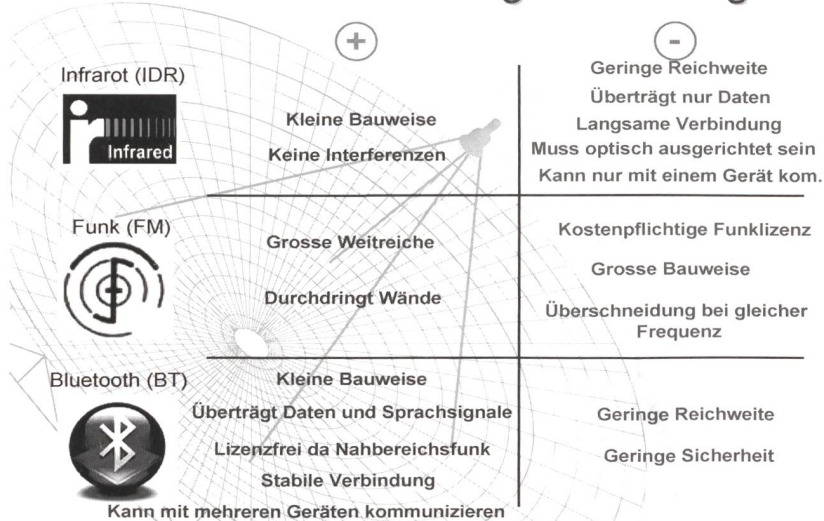 +
-
Infrarot (IDR)
ir
Infrared
Kleine Bauweise
Keine Interferenzen
Geringe Reichweite
Überträgt nur Daten
Langsame Verbindung
Muss optisch ausgerichtet sein
Kann nur mit einem Gerät kom.
Funk (FM)
Grosse Weitreiche
Durchdringt Wände
Kostenpflichtige Funklizenz
Grosse Bauweise
Überschneidung bei gleicher
Frequenz
Bluetooth (BT)
Kleine Bauweise
Überträgt Daten und Sprachsignale
Lizenzfrei da Nahbereichsfunk
Stabile Verbindung
Kann mit mehreren Geräten kommunizieren
Geringe Reichweite
Geringe Sicherheit